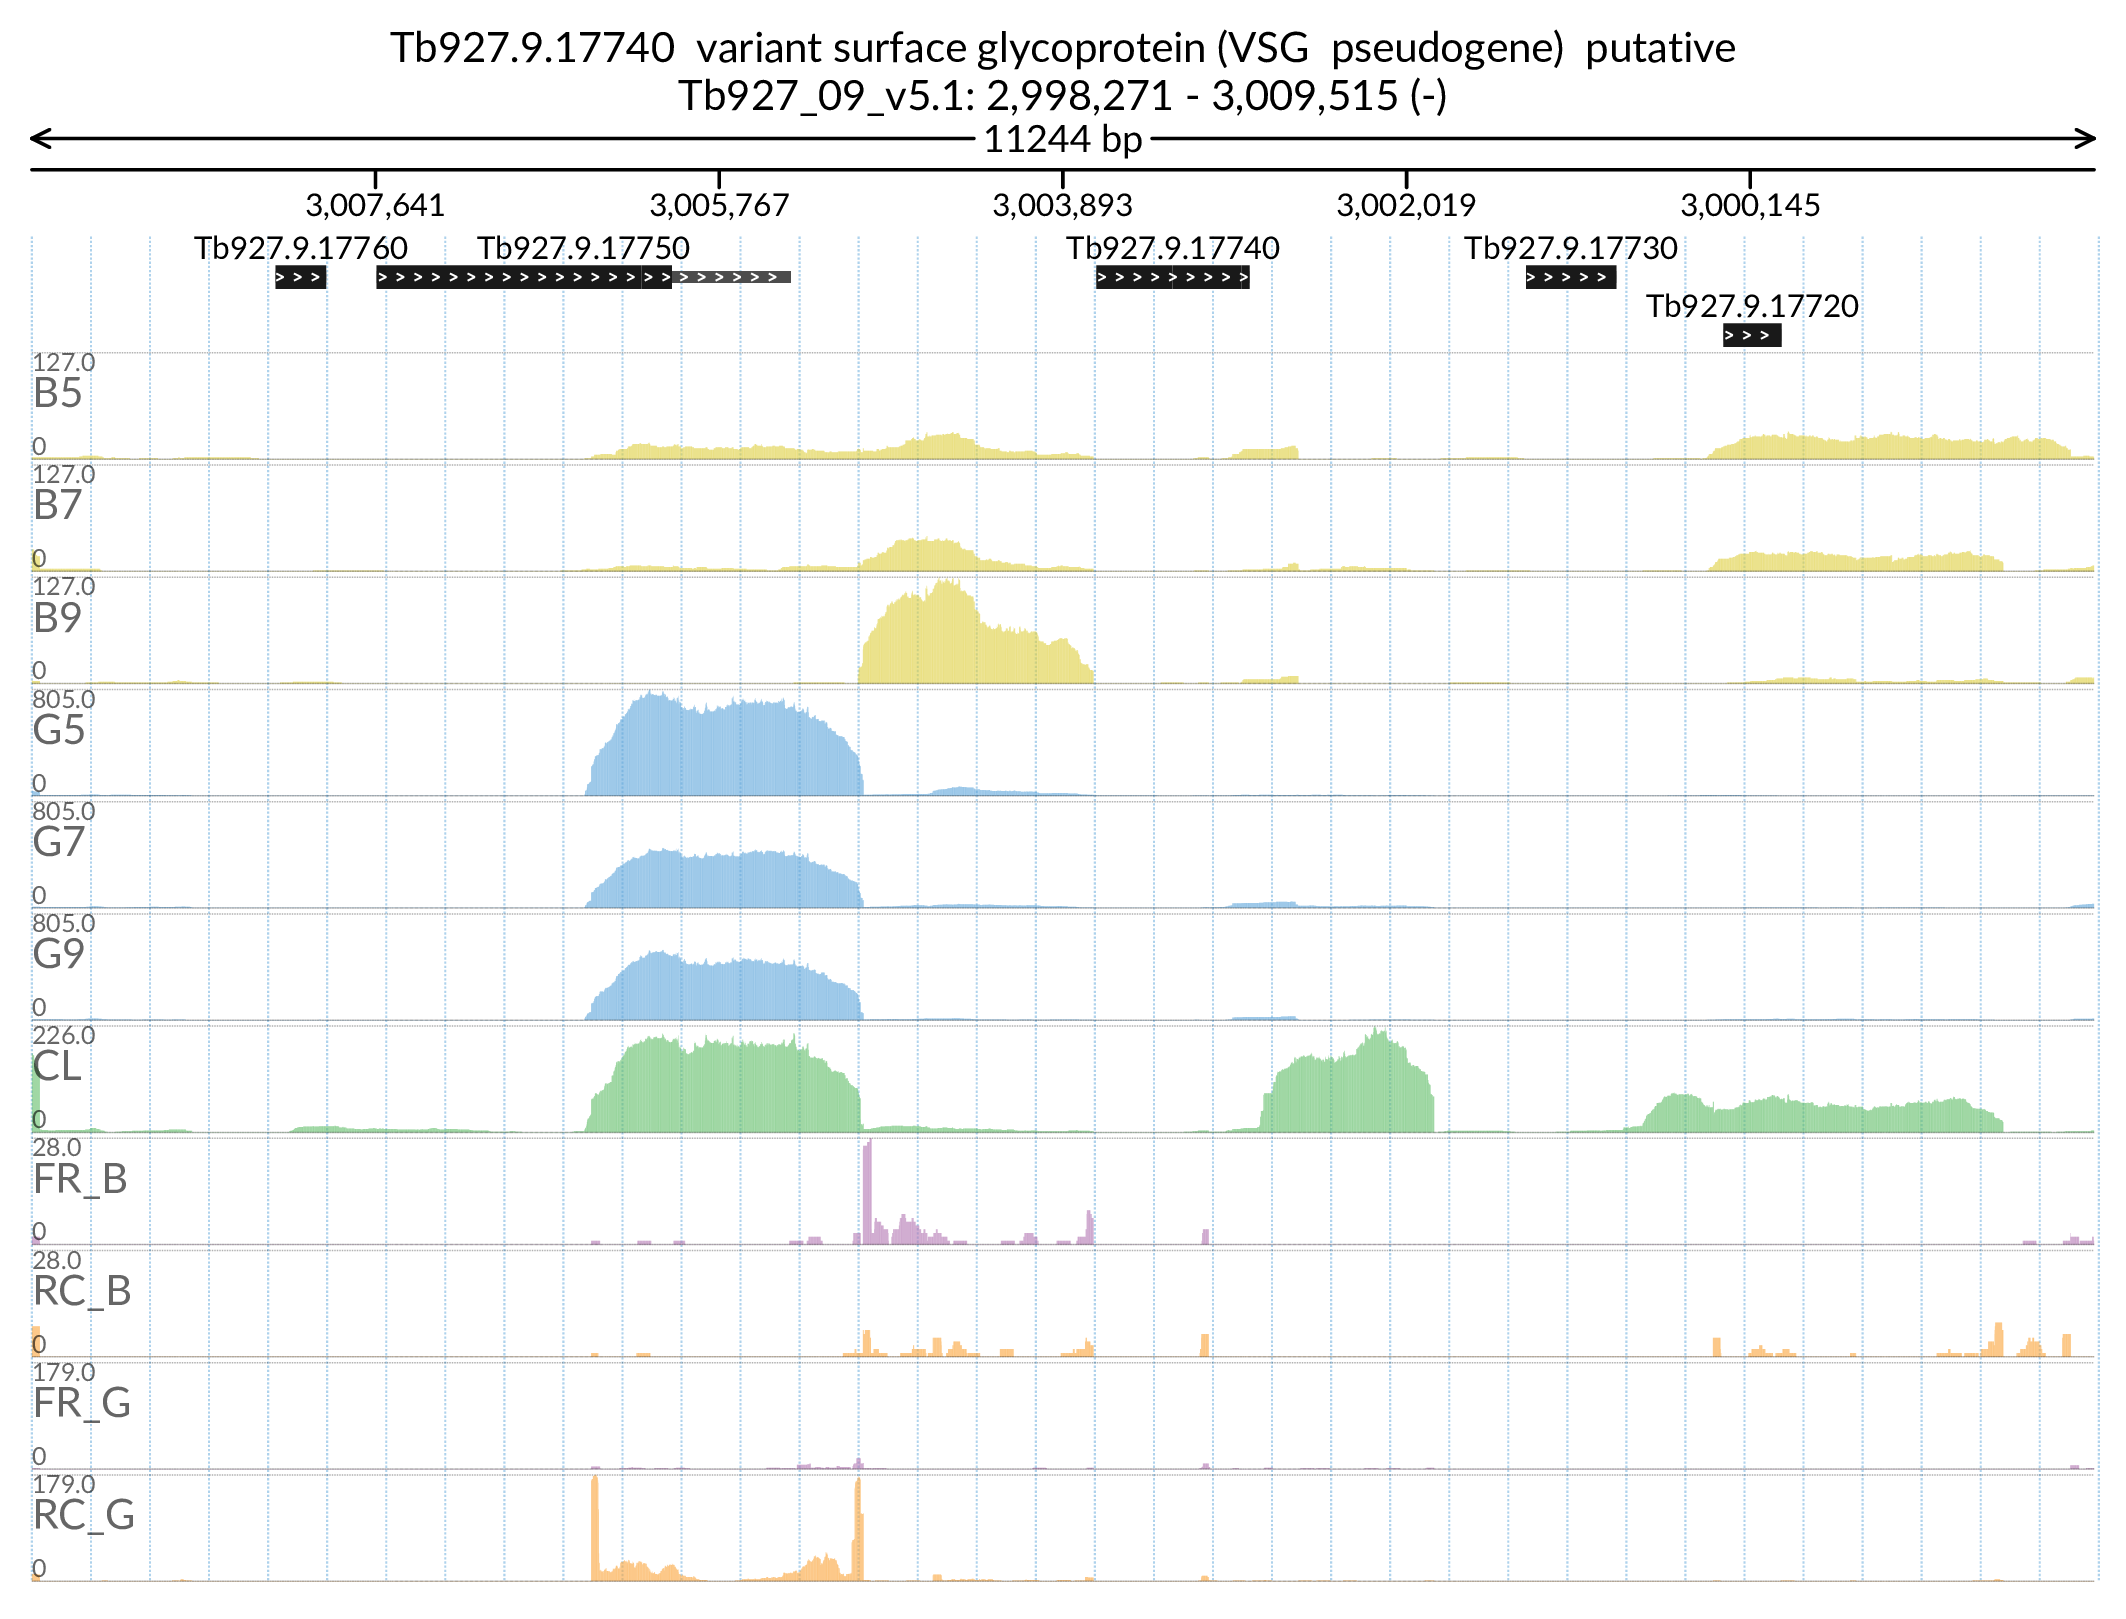 Tb927.9.17740  variant surface glycoprotein (VSG  pseudogene)  putative
Tb927_09_v5.1: 2,998,271 - 3,009,515 (-)
11244 bp
3,007,641 3,005,767 3,003,893 3,002,019 3,000,145
Tb927.9.17760 Tb927.9.17750 Tb927.9.17740 Tb927.9.17730
Tb927.9.17720
127.0
B5
0
127.0
B7
0
127.0
B9
0
805.0
G5
0
805.0
G7
0
805.0
G9
0
226.0
CL
0
28.0
FR_B
0
28.0
RC_B
0
179.0
FR_G
0
179.0
RC_G
0